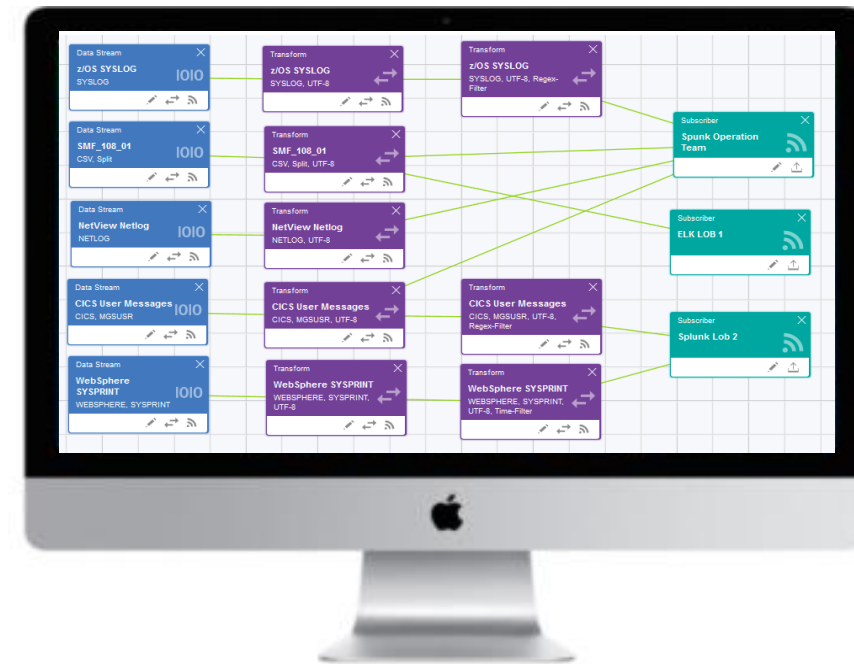 Data Stream
z/OS SYSLOG
SYSLOG
Transform
z/OS SYSLOG
SYSLOG, UTF-8
Transform
z/OS SYSLOG
SYSLOG, UTF-8, Regex-
Filter
Data Stream
SMF_108_01
CSV, Split
Transform
SMF_108_01
CSV, Split, UTF-8
Subscriber
Spunk Operation
Team
Data Stream
NetView Netlog
NETLOG
Transform
NetView Netlog
NETLOG, UTF-8
Subscriber
ELK LOB 1
Data Stream
CICS User Messages
CICS, MGSUSR
Transform
CICS User Messages
CICS, MGSUSR, UTF-8
Transform
CICS User Messages
CICS, MGSUSR, UTF-8,
Regex-Filter
Subscriber
Splunk Lob 2
Data Stream
WebSphere
SYSPRINT
WEBSPHERE, SYSPRINT
Transform
WebSphere SYSPRINT
WEBSPHERE, SYSPRINT,
UTF-8
Transform
WebSphere SYSPRINT
WEBSPHERE, SYSPRINT,
UTF-8, Time-Filter